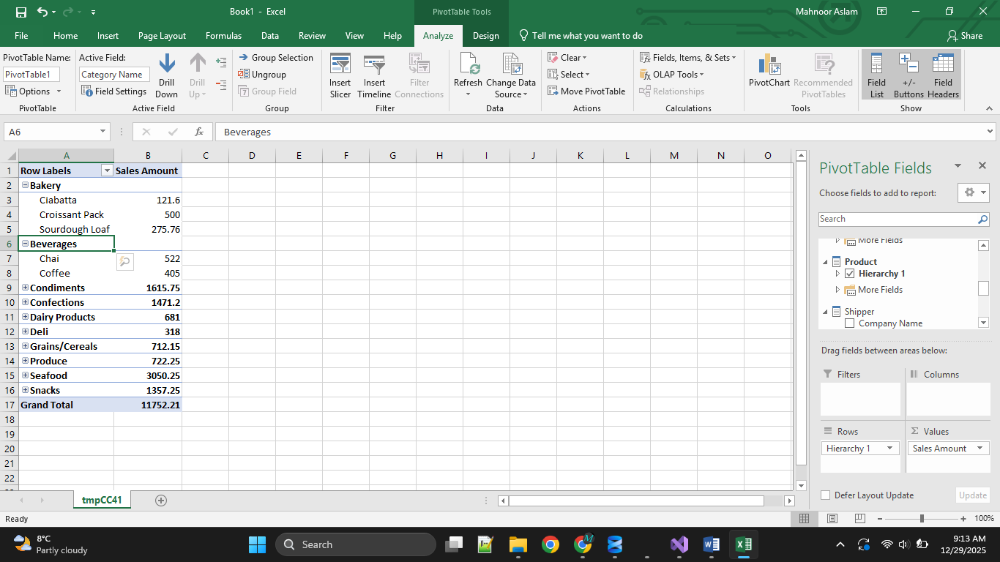 Book1 - Excel
PivotTable Tools
Mahnoor Aslam
File Home Insert Page Layout Formulas Data Review View Help Analyze Design Tell me what you want to do Share
PivotTable Name:
PivotTable1
Options
PivotTable
Active Field:
Category Name
Field Settings
Drill Down
Drill Up
Active Field
Group Selection
Ungroup
Group Field
Group
Insert Slicer
Insert Timeline
Filter Connections
Filter
Refresh
Change Data Source
Data
Clear
Select
Move PivotTable
Actions
Fields, Items, & Sets
OLAP Tools
Relationships
Calculations
PivotChart
Recommended PivotTables
Tools
Field List
+/- Buttons
Field Headers
Show
A6
fx
Beverages
A B C D E F G H I J K L M N O
1 Row Labels Sales Amount
2 Bakery
3 Ciabatta 121.6
4 Croissant Pack 500
5 Sourdough Loaf 275.76
6 Beverages
7 Chai 522
8 Coffee 405
9 Condiments 1615.75
10 Confections 1471.2
11 Dairy Products 681
12 Deli 318
13 Grains/Cereals 712.15
14 Produce 722.25
15 Seafood 3050.25
16 Snacks 1357.25
17 Grand Total 11752.21
18
19
20
21
22
PivotTable Fields
Choose fields to add to report:
Search
More Fields
Product
Hierarchy 1
More Fields
Shipper
Company Name
Drag fields between areas below:
Filters
Columns
Rows
Σ Values
Hierarchy 1
Sales Amount
Defer Layout Update
Update
tmpCC41
Ready
100%
8°C
Partly cloudy
Search
9:13 AM
12/29/2025